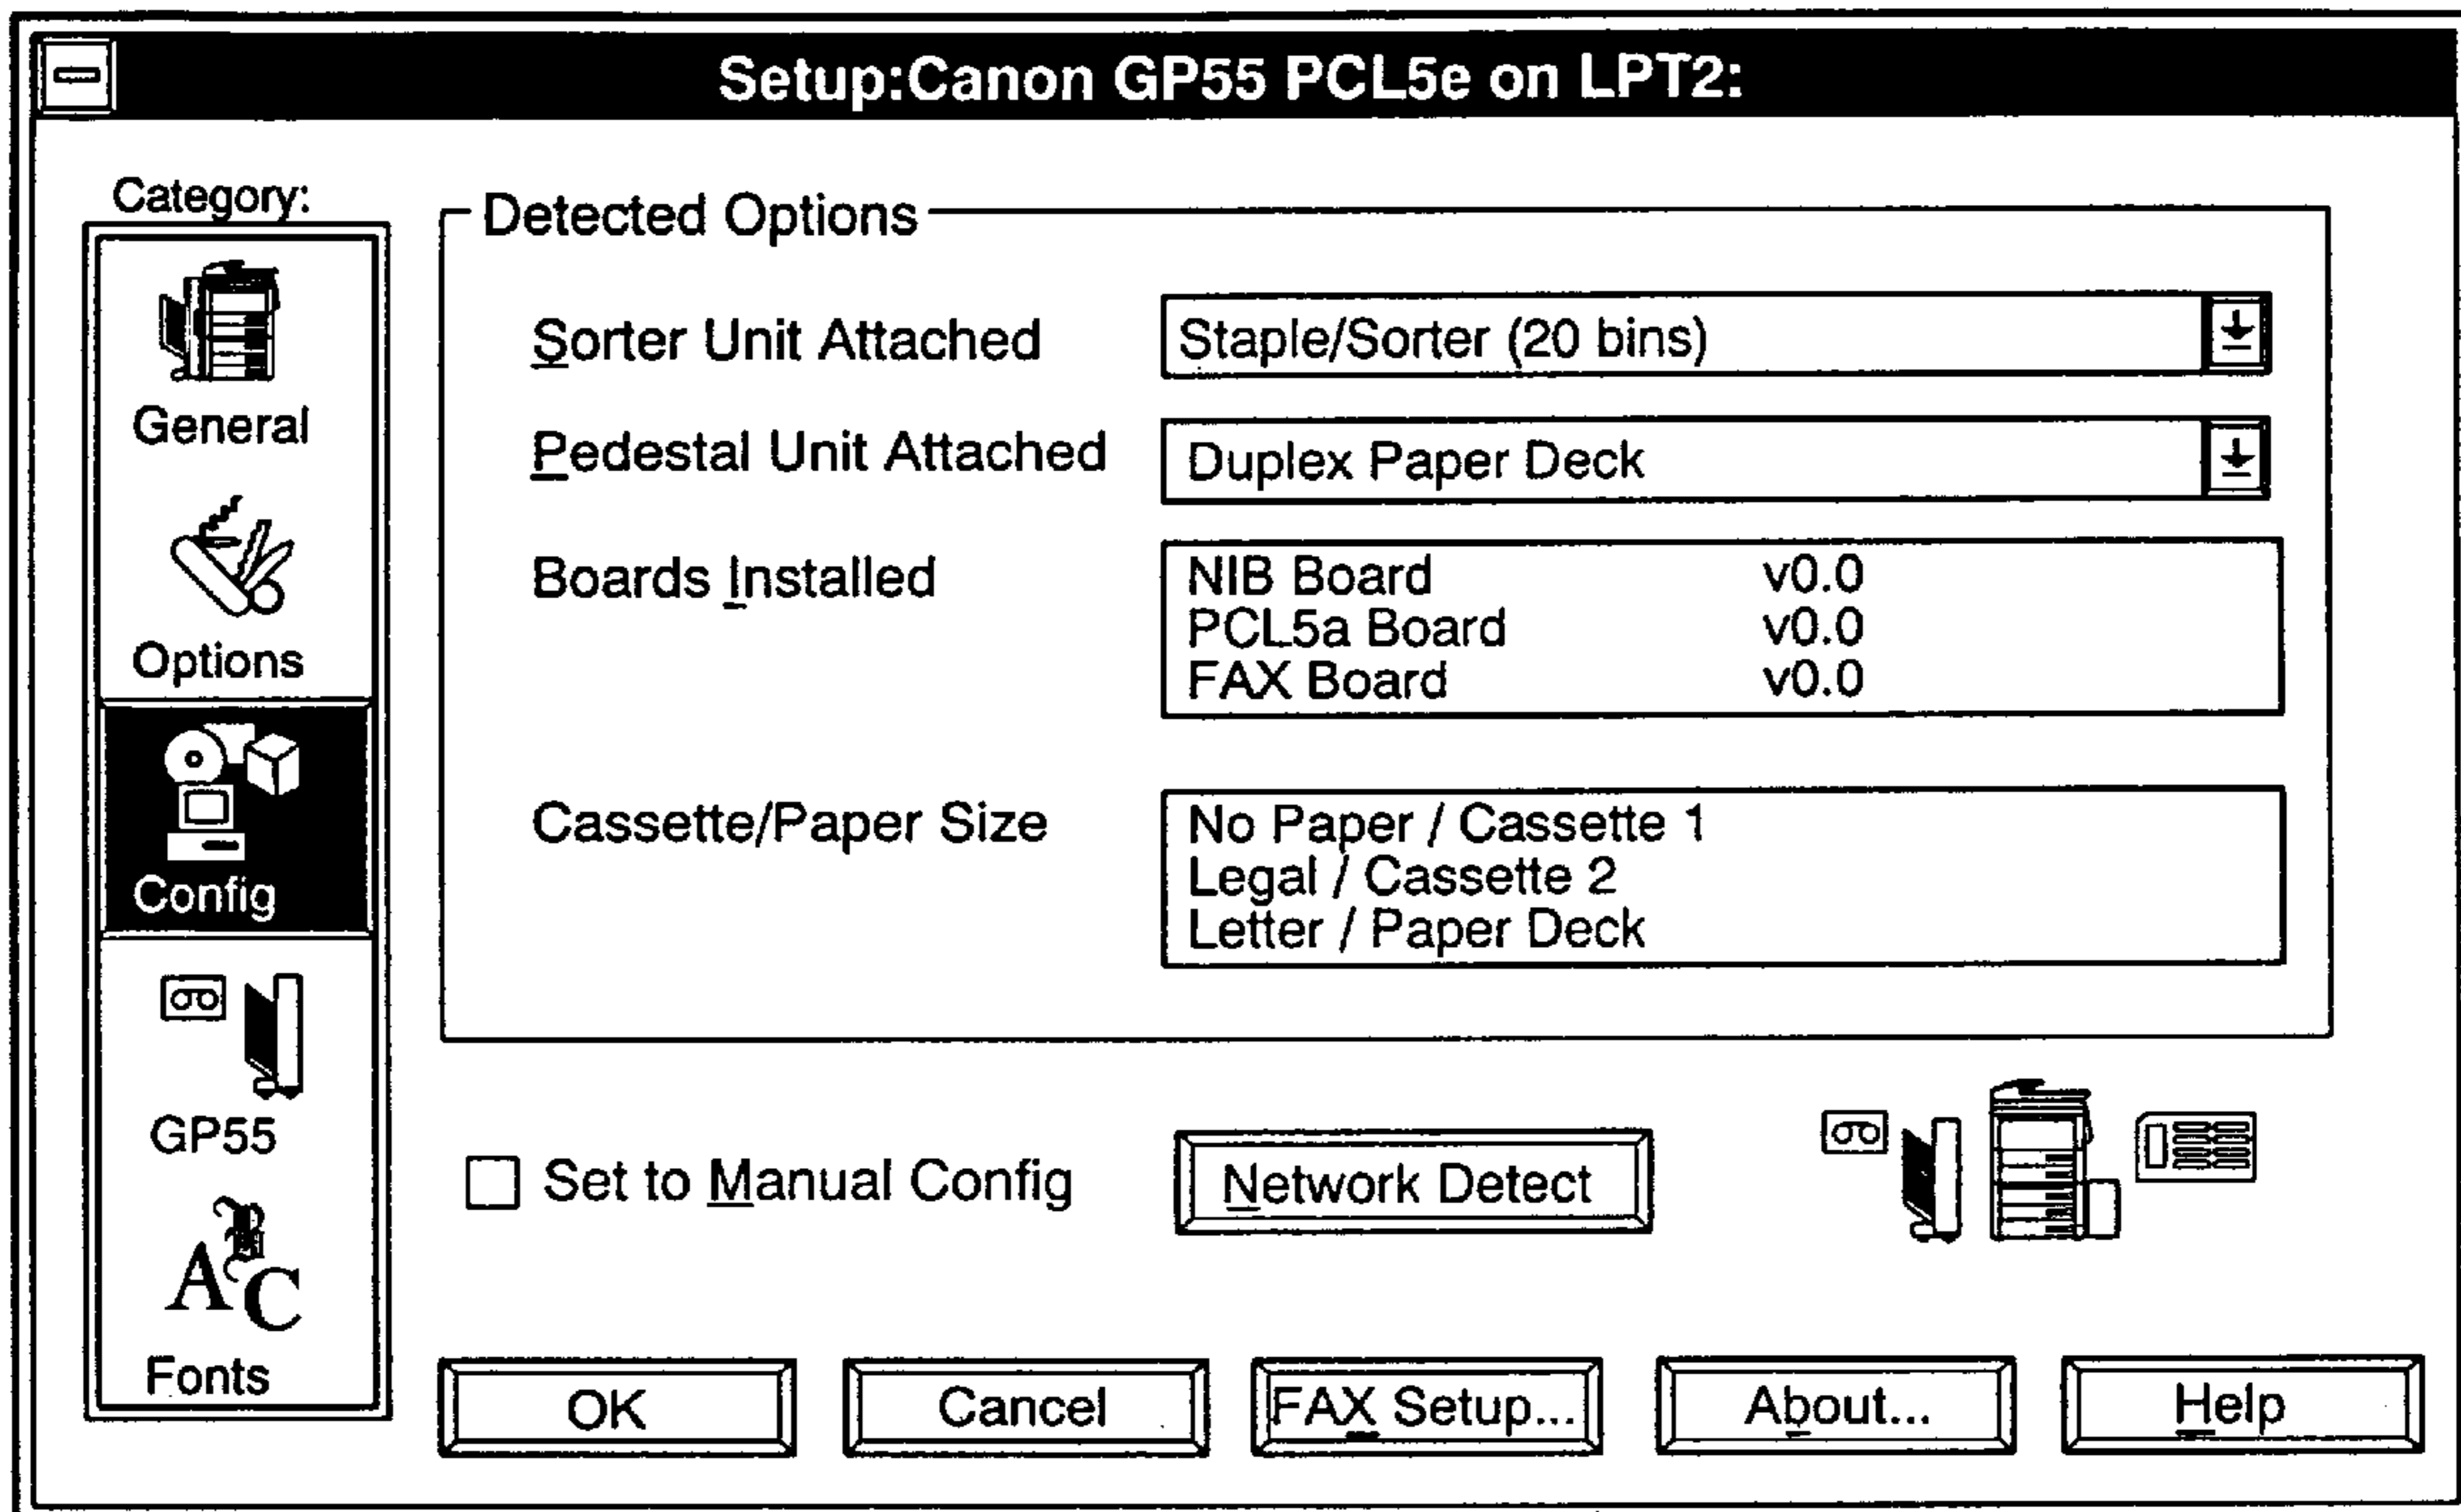 Setup:Canon GP55 PCL5e on LPT2:
Category:
General
Options
Config
GP55
A B C
Fonts
Detected Options
Sorter Unit Attached
Staple/Sorter (20 bins)
Pedestal Unit Attached
Duplex Paper Deck
Boards Installed
NIB Board v0.0
PCL5a Board v0.0
FAX Board v0.0
Cassette/Paper Size
No Paper / Cassette 1
Legal / Cassette 2
Letter / Paper Deck
Set to Manual Config
Network Detect
OK
Cancel
FAX Setup...
About...
Help